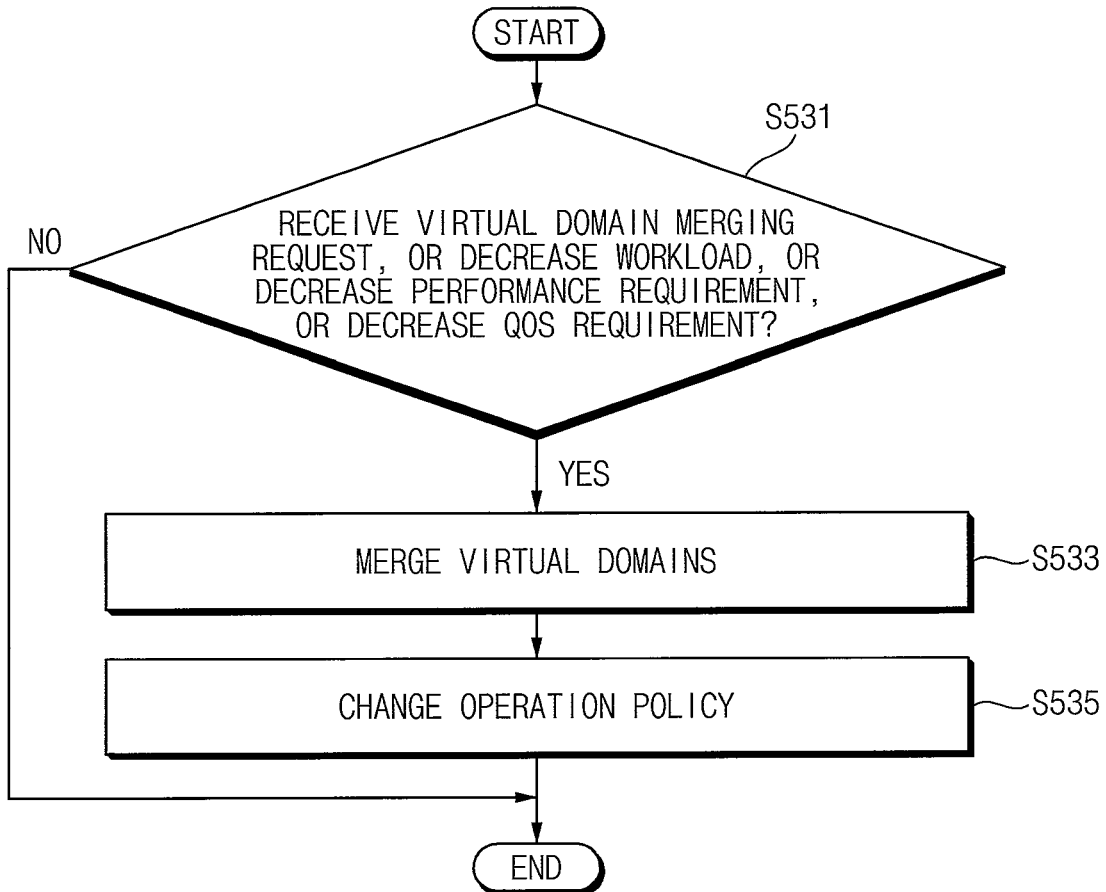 START
S531
RECEIVE VIRTUAL DOMAIN MERGING
REQUEST, OR DECREASE WORKLOAD, OR
DECREASE PERFORMANCE REQUIREMENT,
OR DECREASE QOS REQUIREMENT?
NO
YES
MERGE VIRTUAL DOMAINS
S533
CHANGE OPERATION POLICY
S535
END